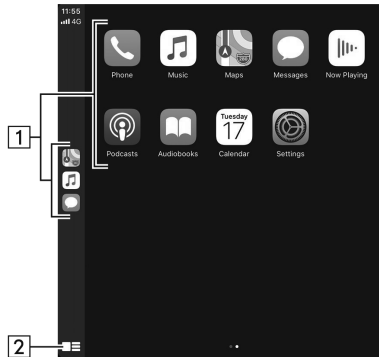 11:55
4G
Phone
Music
Maps
Messages
Now Playing
1
Podcasts
Audiobooks
Tuesday
17
Calendar
Settings
2